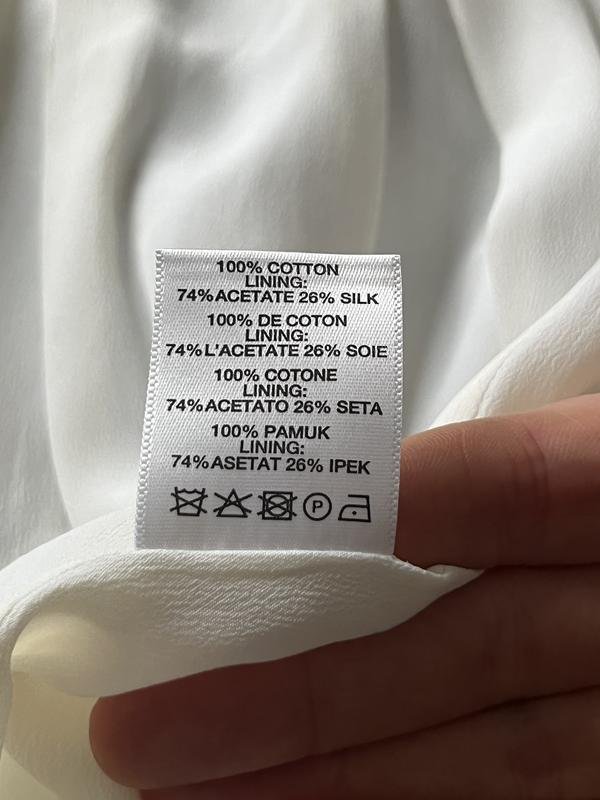 100% COTTON
LINING:
74%ACETATE 26% SILK
100% DE COTON
LINING:
74%L'ACETATE 26% SOIE
100% COTONE
LINING:
74%ACETATO 26% SETA
100% PAMUK
LINING:
74%ASETAT 26% IPEK
P